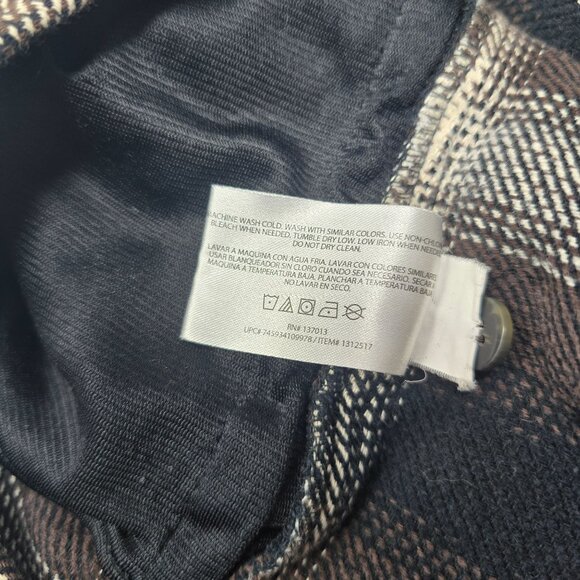 MACHINE WASH COLD. WASH WITH SIMILAR COLORS. USE NON-CHLO
BLEACH WHEN NEEDED. TUMBLE DRY LOW. LOW IRON WHEN NEEDED.
DO NOT DRY CLEAN.
LAVAR A MAQUINA CON AGUA FRIA. LAVAR CON COLORES SIMILARES
USAR BLANQUEADOR SIN CLORO CUANDO SEA NECESARIO. SECAR A
MAQUINA A TEMPERATURA BAJA. PLANCHAR A TEMPERATURA BAJA
NO LAVAR EN SECO.
RN# 137013
UPC# 745934109978 / ITEM# 1312517